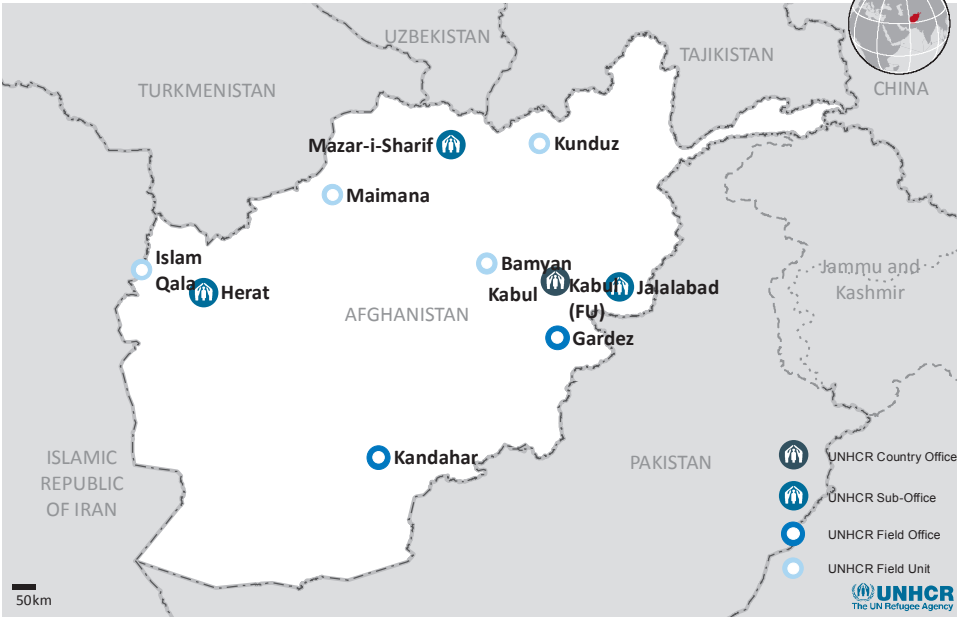 UZBEKISTAN
TAJIKISTAN
TURKMENISTAN
CHINA
Mazar-i-Sharif
Kunduz
Maimana
Islam
Qala
Herat
Bamyan
Kabul
Kabul
(FU)
Jalalabad
Jammu and
Kashmir
AFGHANISTAN
Gardez
Kandahar
ISLAMIC
REPUBLIC
OF IRAN
PAKISTAN
UNHCR Country Office
UNHCR Sub-Office
UNHCR Field Office
UNHCR Field Unit
50km
UNHCR
The UN Refugee Agency